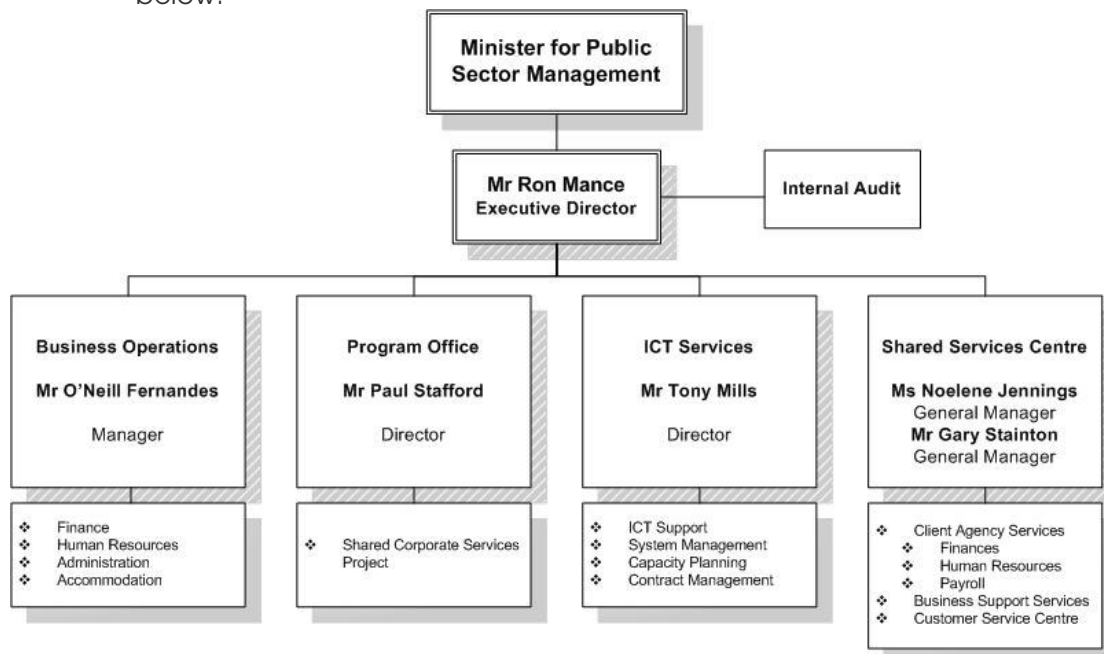 below:
Minister for Public
Sector Management
Mr Ron Mance
Executive Director
Internal Audit
Business Operations
Mr O'Neill Fernandes
Manager
Program Office
Mr Paul Stafford
Director
ICT Services
Mr Tony Mills
Director
Shared Services Centre
Ms Noelene Jennings
General Manager
Mr Gary Stainton
General Manager
❖ Finance
❖ Human Resources
❖ Administration
❖ Accommodation
❖ Shared Corporate Services
Project
❖ ICT Support
❖ System Management
❖ Capacity Planning
❖ Contract Management
❖ Client Agency Services
❖ Finances
❖ Human Resources
❖ Payroll
❖ Business Support Services
❖ Customer Service Centre